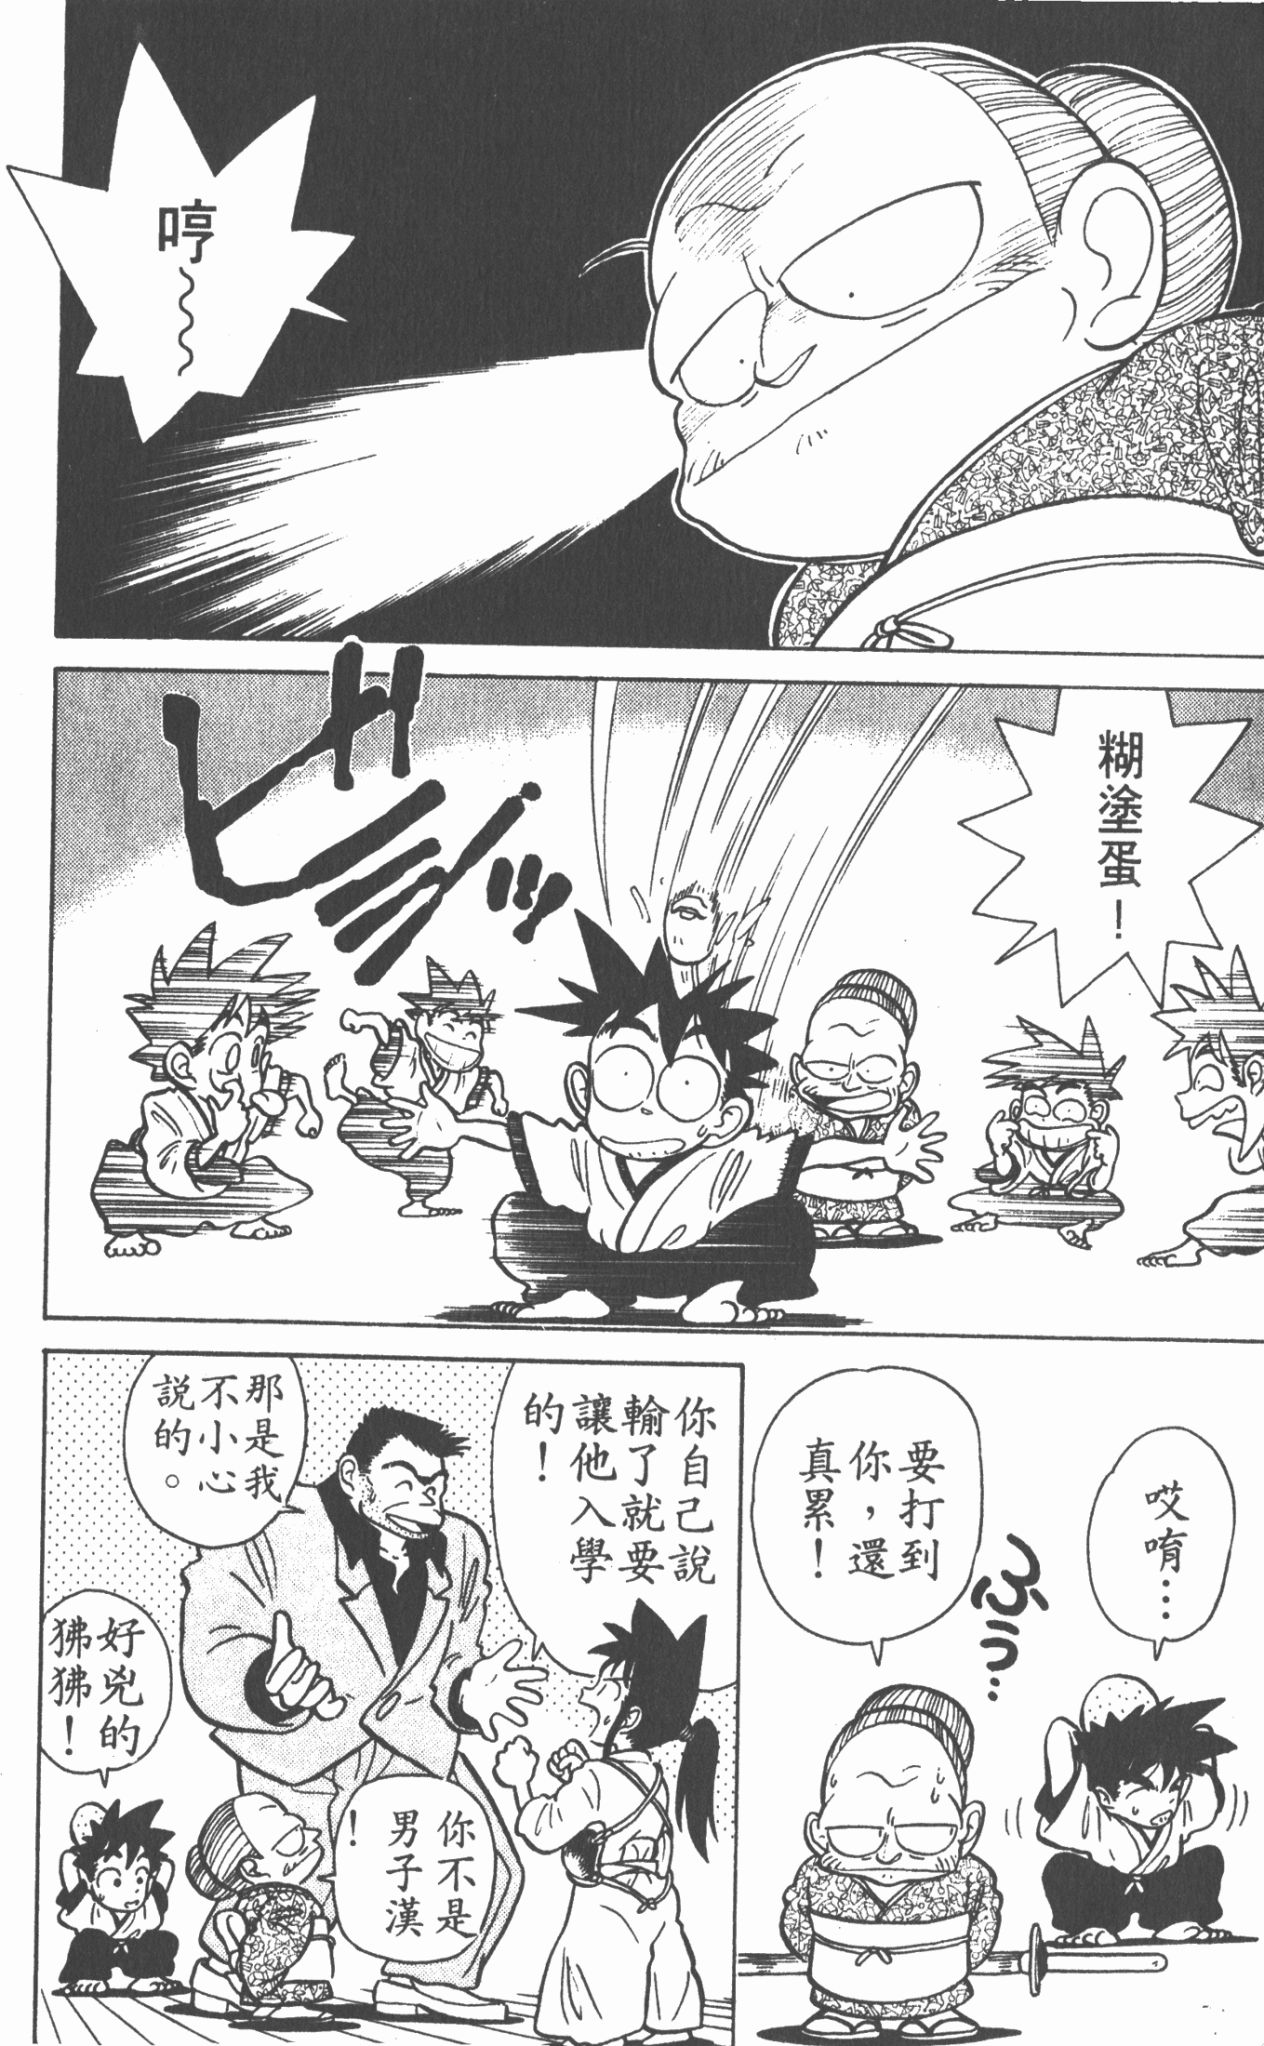 哼～～～
糊塗蛋！
ビシッ
哎唷…
ふぅ…
要打到
你，還
真累！
你自己說
輸了就要
讓他入學
的！
那是我
不小心
說的。
你不是
男子漢
！
好兇的
狒狒！